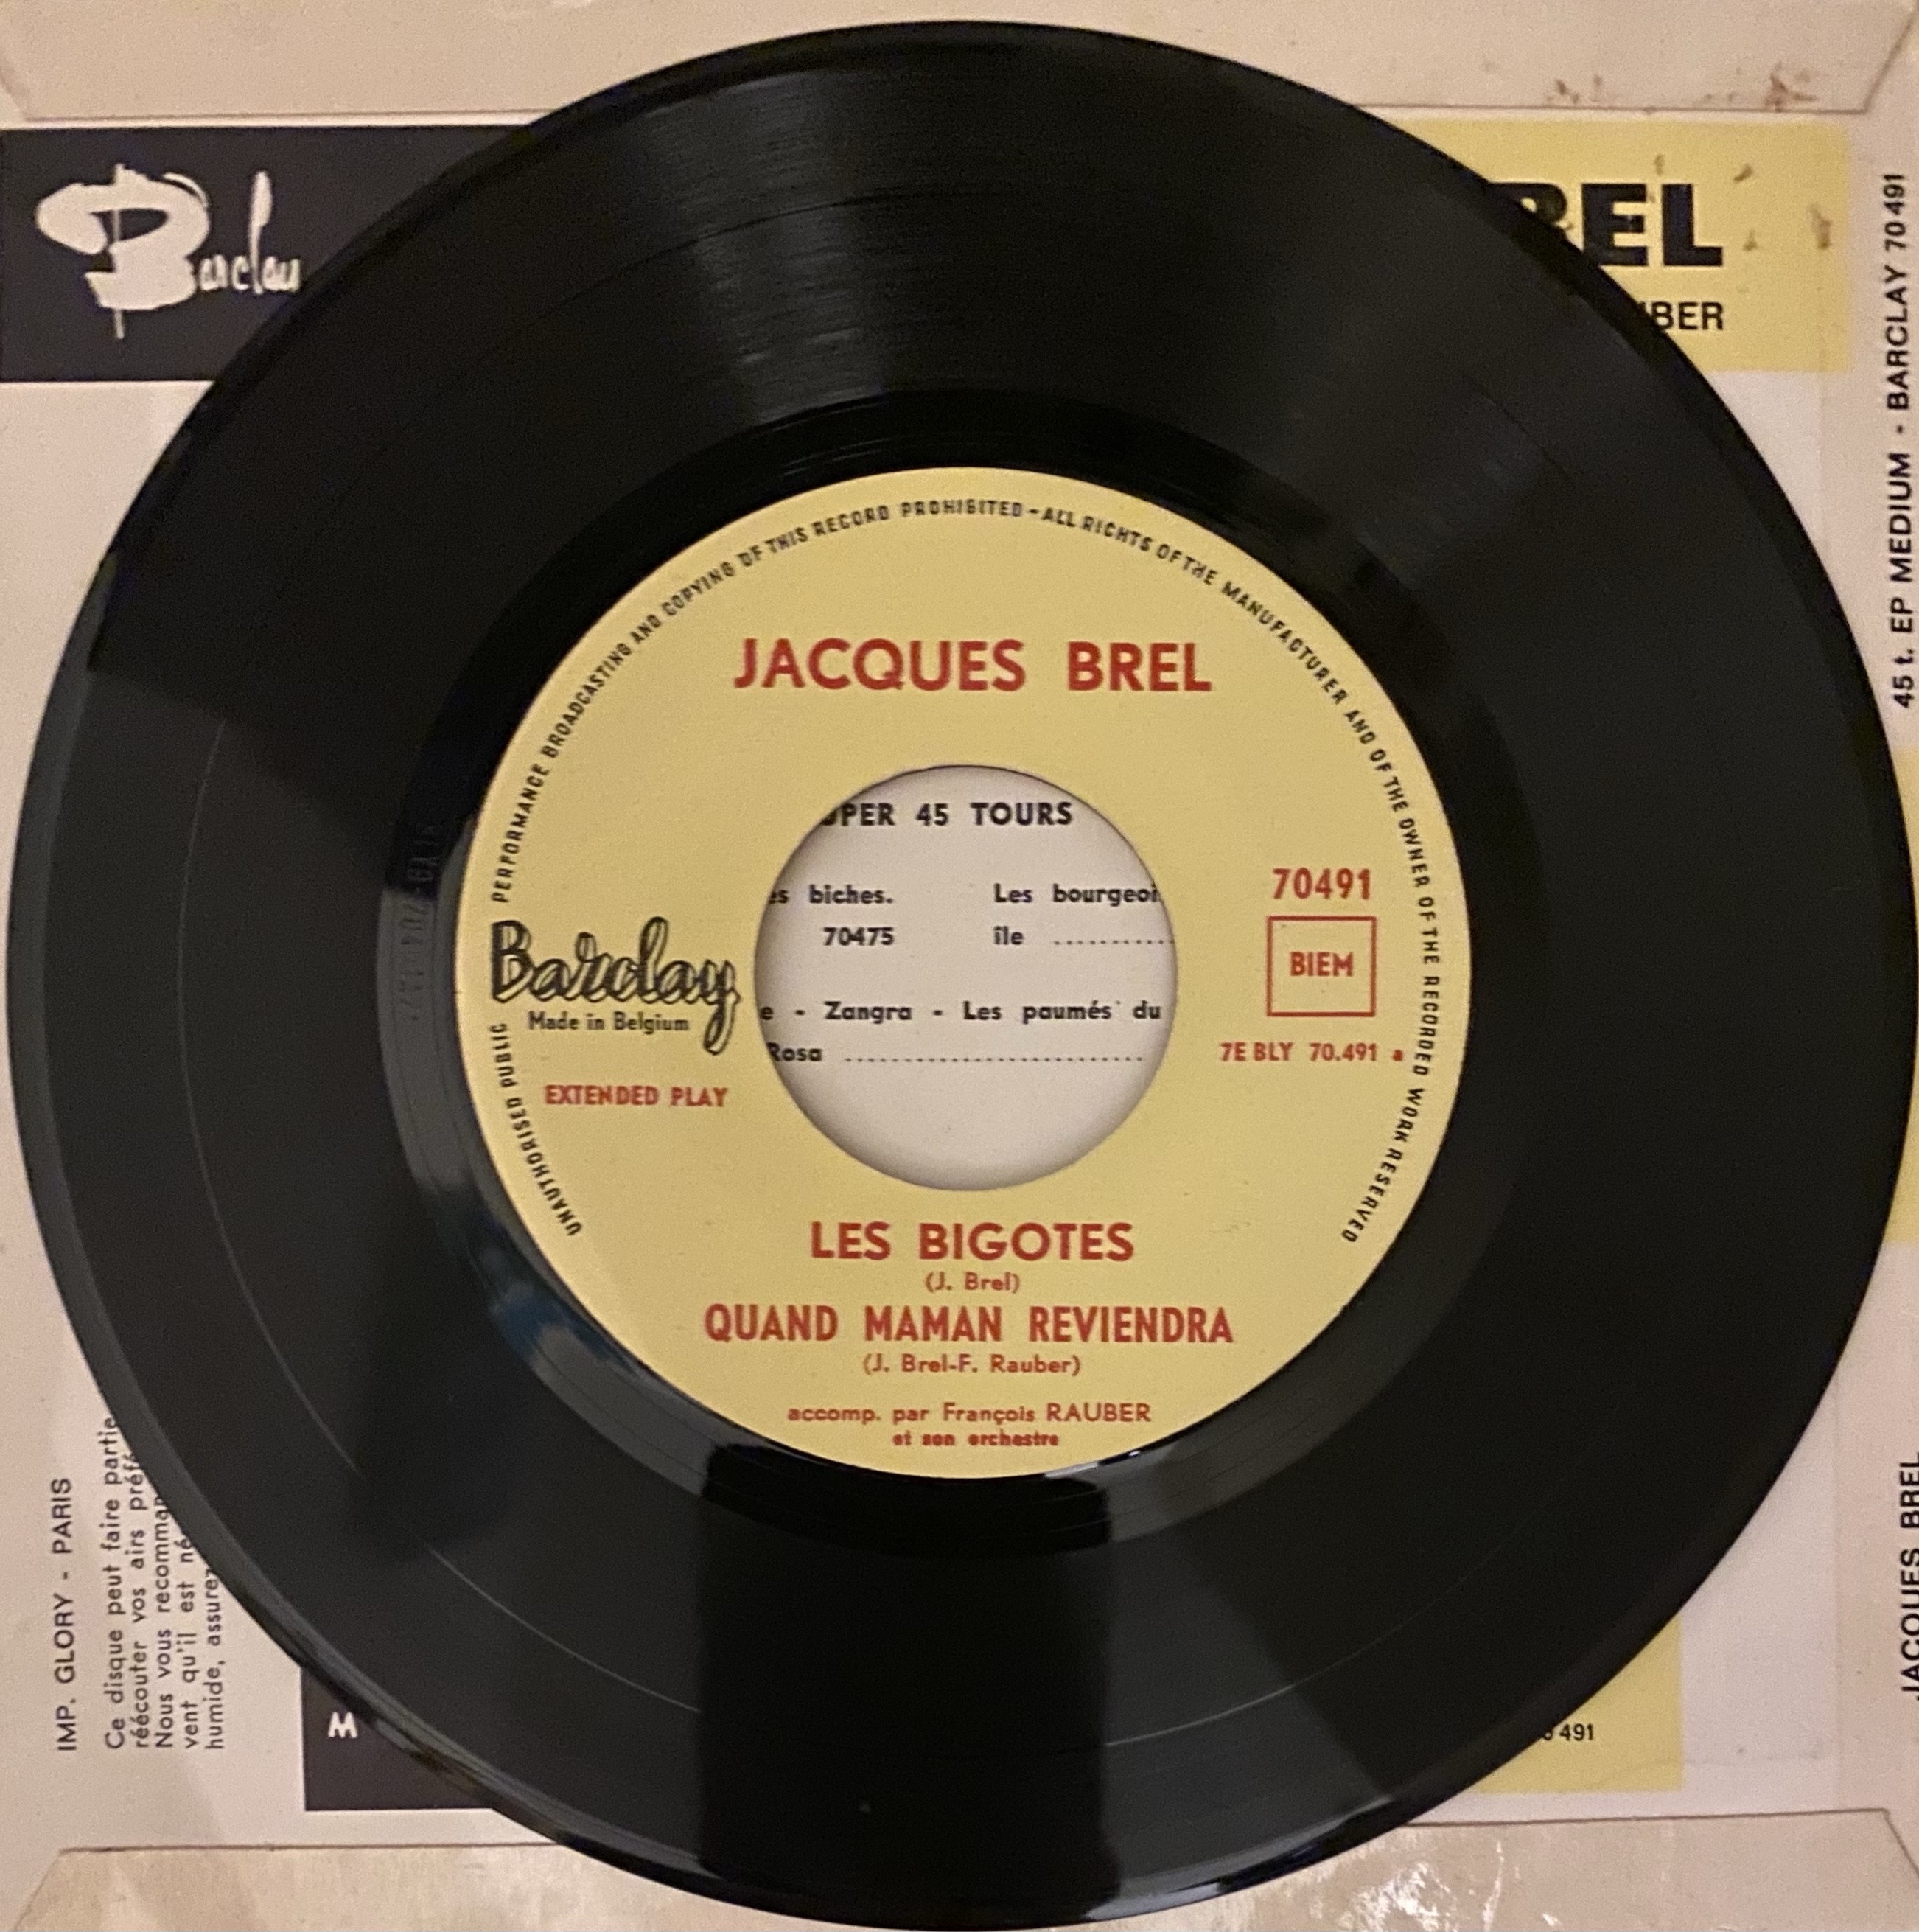 Barclay
BREL
BER
45 t. EP MEDIUM - BARCLAY 70 491
UNAUTHORISED PUBLIC PERFORMANCE BROADCASTING AND COPYING OF THIS RECORD PROHIBITED - ALL RIGHTS OF THE MANUFACTURER AND OF THE OWNER OF THE RECORDED WORK RESERVED
JACQUES BREL
UPER 45 TOURS
es biches. Les bourgeoi
70475 île
e - Zangra - Les paumés du
Rosa
70491
BIEM
7E BLY 70.491 a
Barclay
Made in Belgium
EXTENDED PLAY
LES BIGOTES
(J. Brel)
QUAND MAMAN REVIENDRA
(J. Brel-F. Rauber)
accomp. par François RAUBER
et son orchestre
IMP. GLORY - PARIS
Ce disque peut faire partie
réécouter vos airs préfé
Nous vous recomman
vent qu'il est né
humide, assurez
M
491
JACQUES BREL